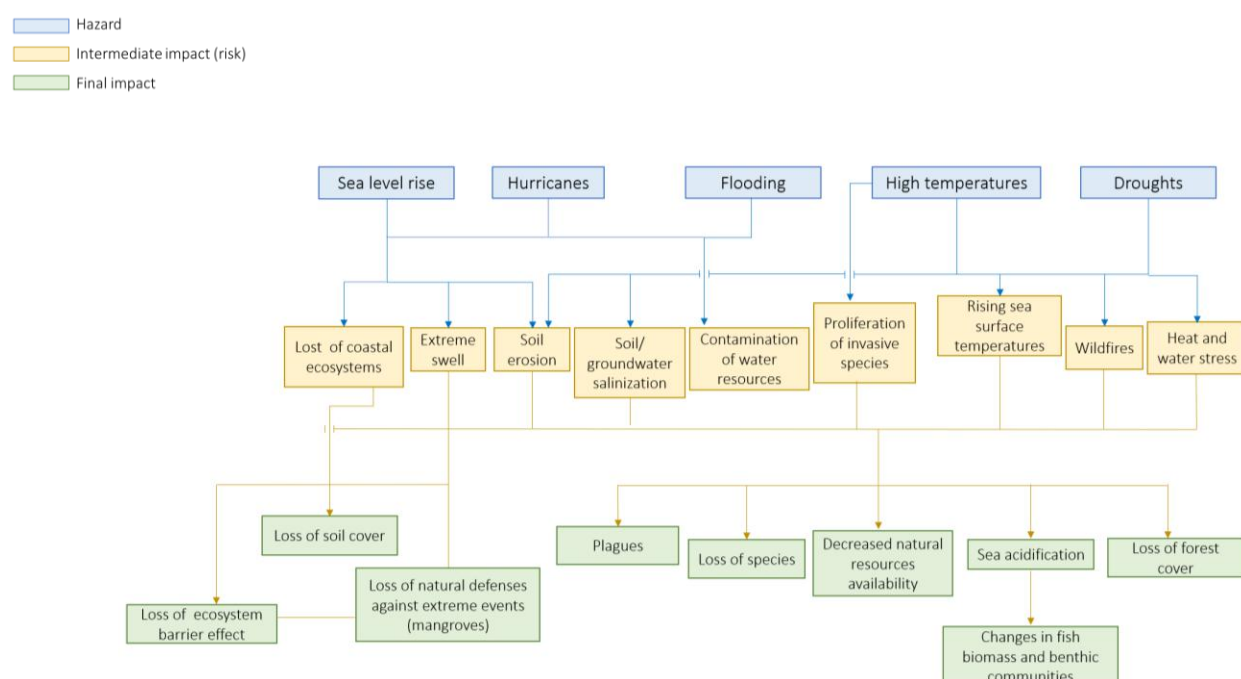 Hazard
Intermediate impact (risk)
Final impact
Sea level rise
Hurricanes
Flooding
High temperatures
Droughts
Lost of coastal
ecosystems
Extreme
swell
Soil
erosion
Soil/
groundwater
salinization
Contamination
of water
resources
Proliferation
of invasive
species
Rising sea
surface
temperatures
Wildfires
Heat and
water stress
Loss of soil cover
Plagues
Loss of species
Decreased natural
resources
availability
Sea acidification
Loss of forest
cover
Loss of ecosystem
barrier effect
Loss of natural defenses
against extreme events
(mangroves)
Changes in fish
biomass and benthic
communities